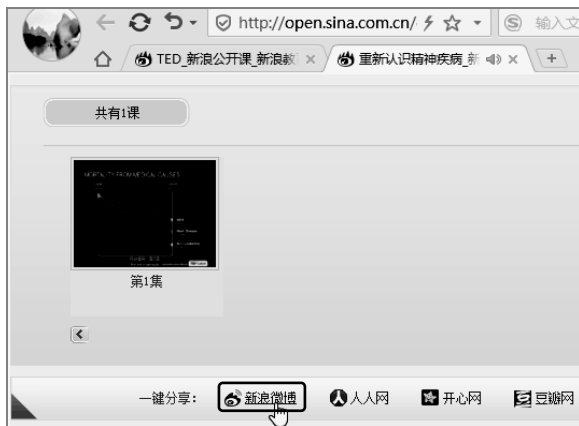 http://open.sina.com.cn/ 输入文
TED_新浪公开课_新浪教 重新认识精神疾病_新
共有1课
MORTALITY FROM MEDICAL CAUSES
第1集
一键分享： 新浪微博 人人网 开心网 豆瓣网